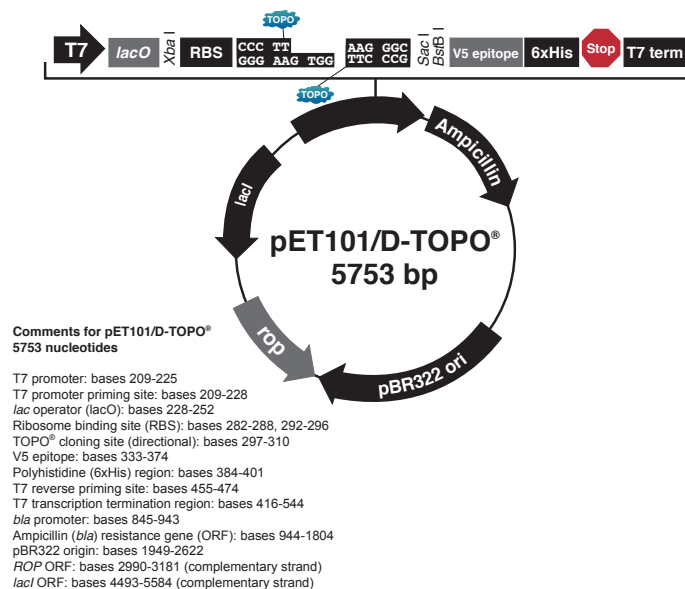 TOPO
T7 lacO Xba I RBS CCC TT AAG GGC Sac I BstB I V5 epitope 6xHis Stop T7 term
GGG AAG TGG TTC CCG
TOPO
Ampicillin
lacI
pET101/D-TOPO®
5753 bp
rop
pBR322 ori
Comments for pET101/D-TOPO®
5753 nucleotides
T7 promoter: bases 209-225
T7 promoter priming site: bases 209-228
lac operator (lacO): bases 228-252
Ribosome binding site (RBS): bases 282-288, 292-296
TOPO® cloning site (directional): bases 297-310
V5 epitope: bases 333-374
Polyhistidine (6xHis) region: bases 384-401
T7 reverse priming site: bases 455-474
T7 transcription termination region: bases 416-544
bla promoter: bases 845-943
Ampicillin (bla) resistance gene (ORF): bases 944-1804
pBR322 origin: bases 1949-2622
ROP ORF: bases 2990-3181 (complementary strand)
lacI ORF: bases 4493-5584 (complementary strand)